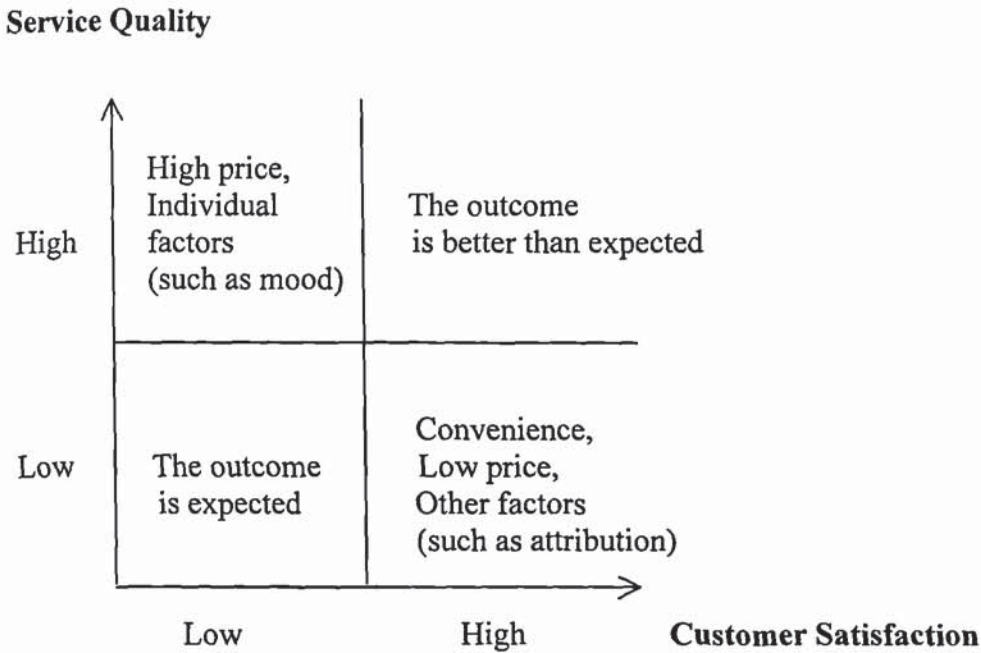 Service Quality
High
High price,
Individual
factors
(such as mood)
The outcome
is better than expected
Low
The outcome
is expected
Convenience,
Low price,
Other factors
(such as attribution)
Low
High
Customer Satisfaction